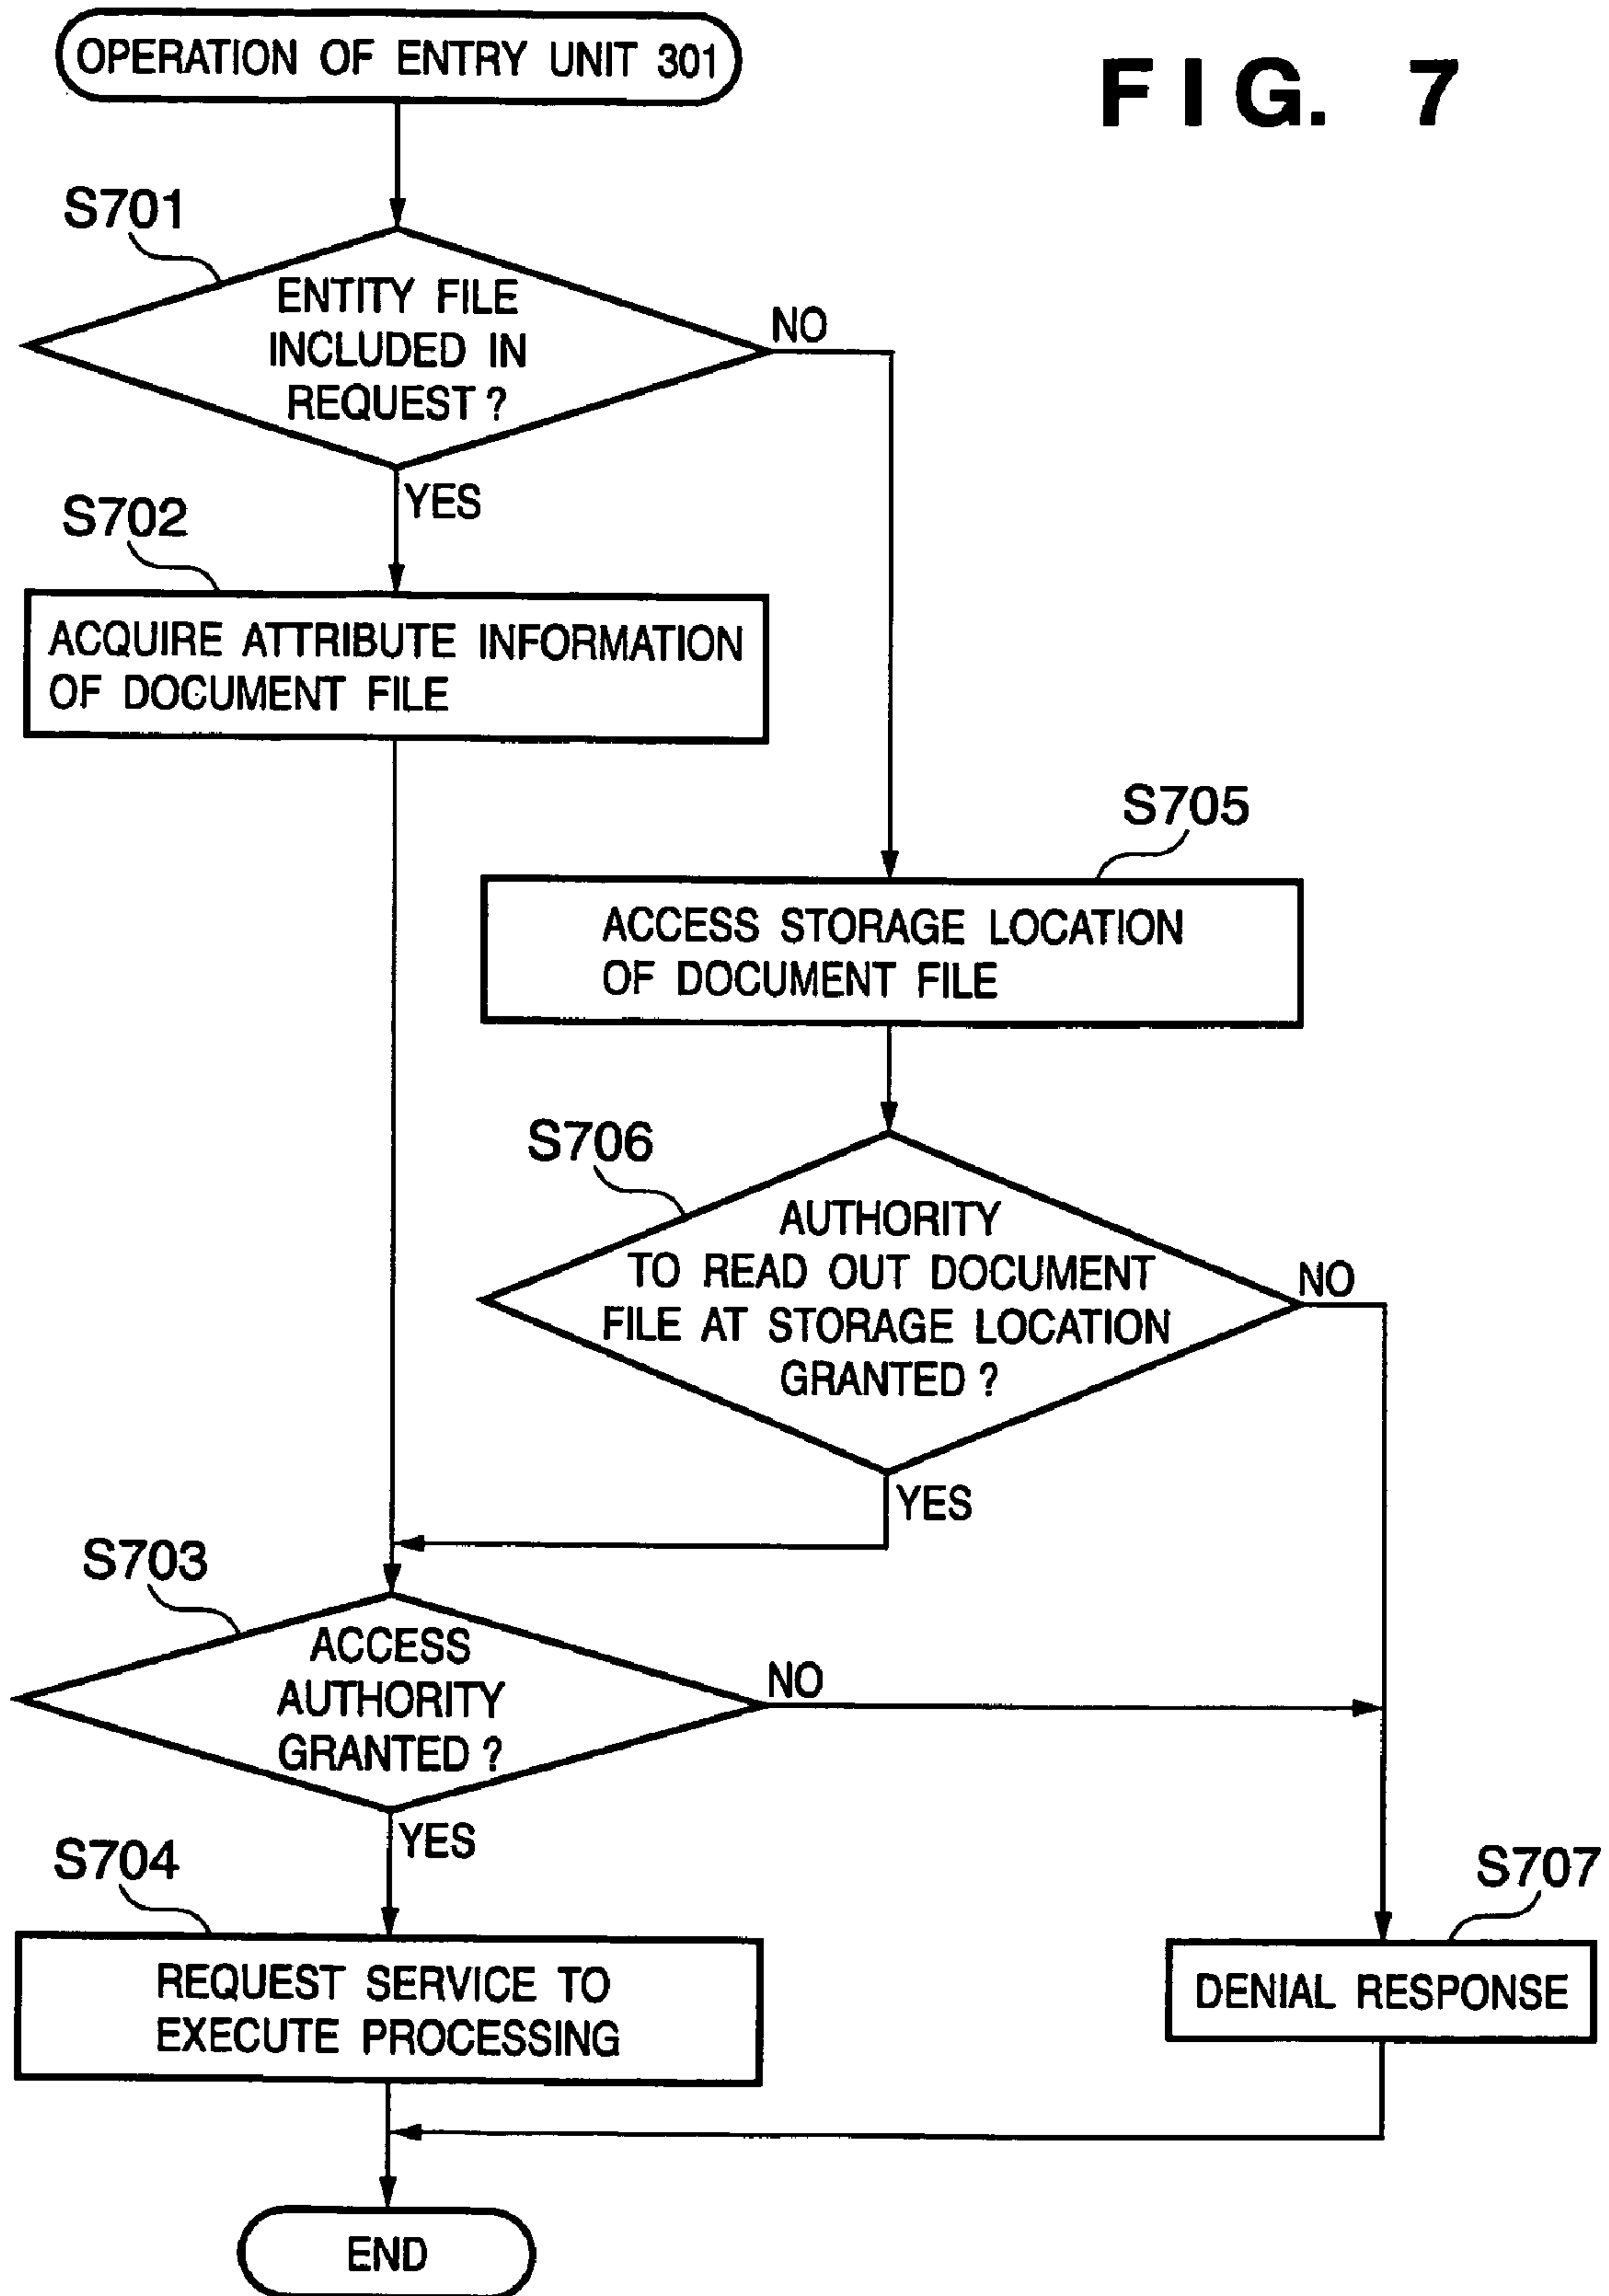 OPERATION OF ENTRY UNIT 301
FIG. 7
S701
ENTITY FILE
INCLUDED IN
REQUEST ?
NO
YES
S702
ACQUIRE ATTRIBUTE INFORMATION
OF DOCUMENT FILE
S705
ACCESS STORAGE LOCATION
OF DOCUMENT FILE
S706
AUTHORITY
TO READ OUT DOCUMENT
FILE AT STORAGE LOCATION
GRANTED ?
NO
YES
S703
ACCESS
AUTHORITY
GRANTED ?
NO
YES
S704
REQUEST SERVICE TO
EXECUTE PROCESSING
S707
DENIAL RESPONSE
END